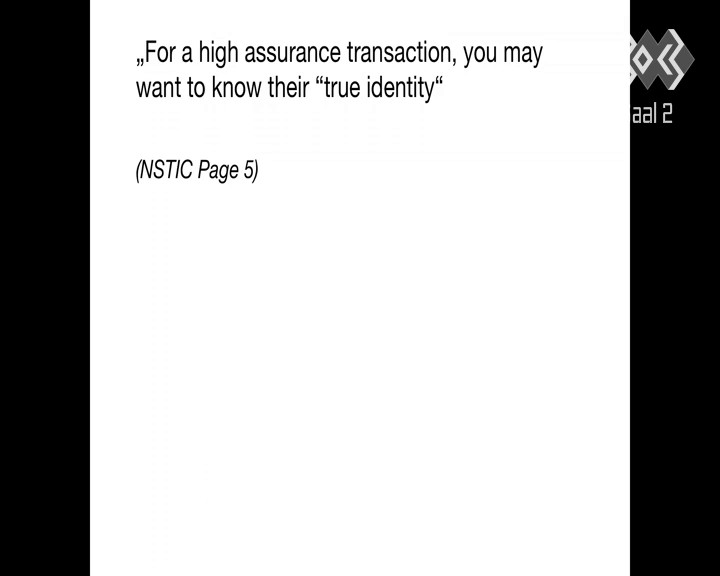 „For a high assurance transaction, you may
want to know their “true identity“
(NSTIC Page 5)
aal 2